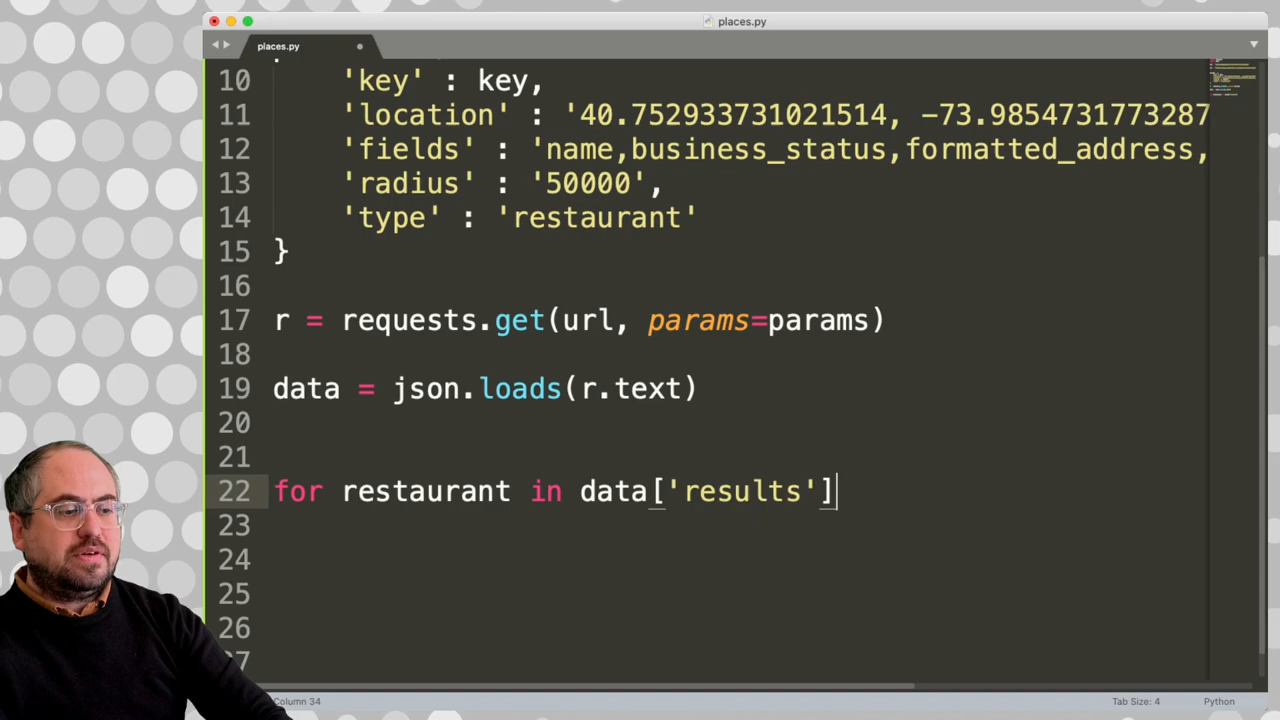 places.py
places.py
10 'key' : key,
11 'location' : '40.752933731021514, -73.9854731773287
12 'fields' : 'name,business_status,formatted_address,
13 'radius' : '50000',
14 'type' : 'restaurant'
15 }
16
17 r = requests.get(url, params=params)
18
19 data = json.loads(r.text)
20
21
22 for restaurant in data['results']
23
24
25
26
27
Column 34
Tab Size: 4
Python